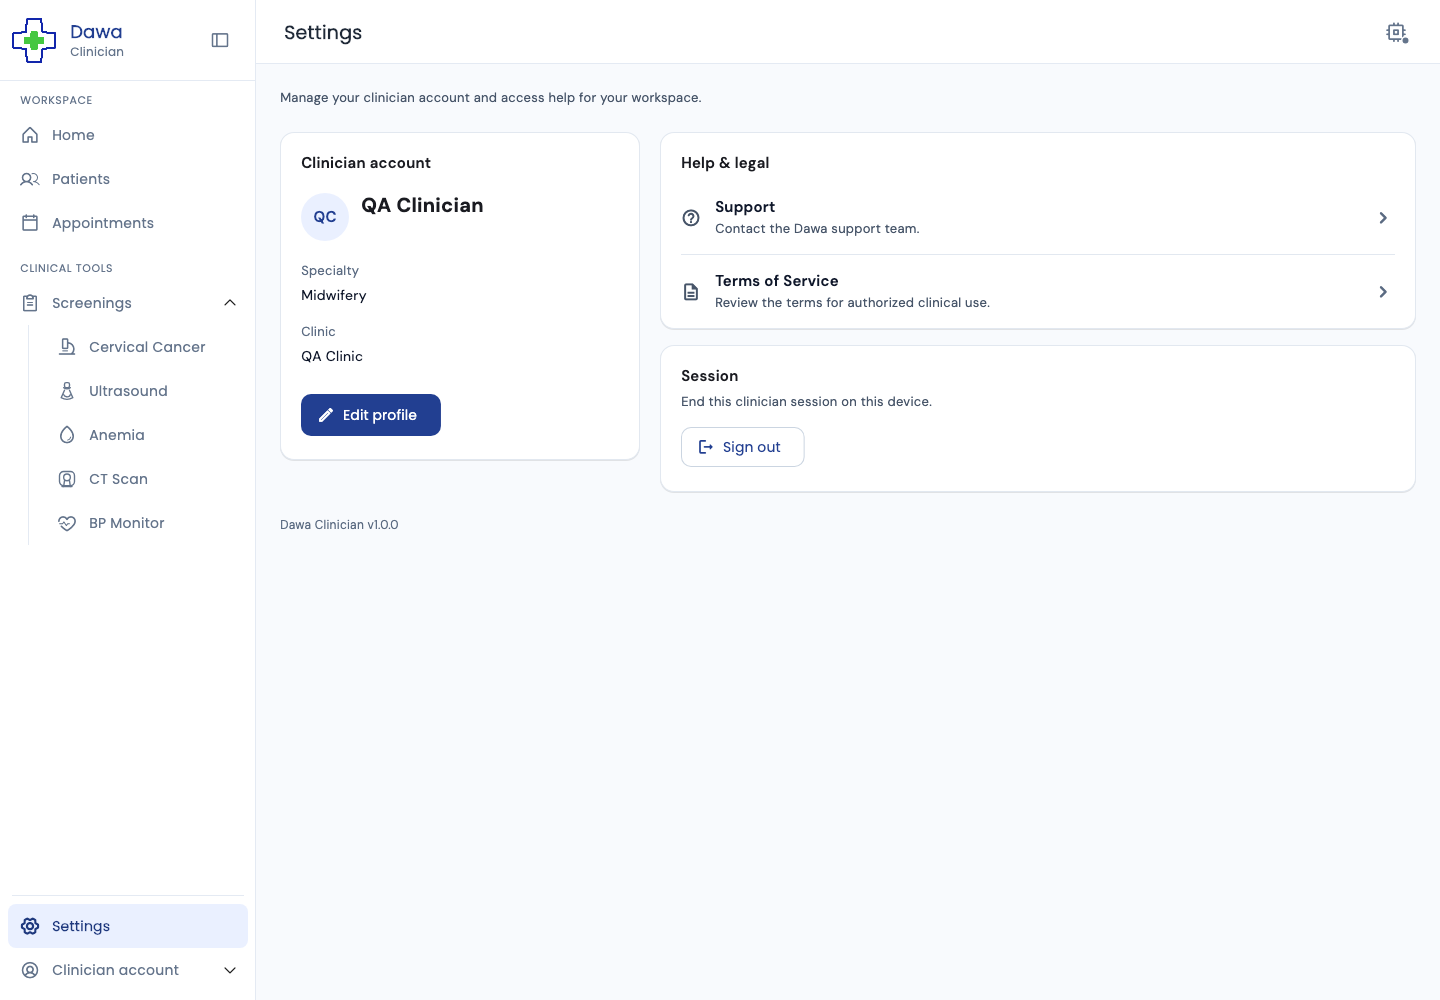 Dawa
Clinician
WORKSPACE
Home
Patients
Appointments
CLINICAL TOOLS
Screenings
Cervical Cancer
Ultrasound
Anemia
CT Scan
BP Monitor
Settings
Clinician account
Settings
Manage your clinician account and access help for your workspace.
Clinician account
QC
QA Clinician
Specialty
Midwifery
Clinic
QA Clinic
Edit profile
Help & legal
Support
Contact the Dawa support team.
Terms of Service
Review the terms for authorized clinical use.
Session
End this clinician session on this device.
Sign out
Dawa Clinician v1.0.0